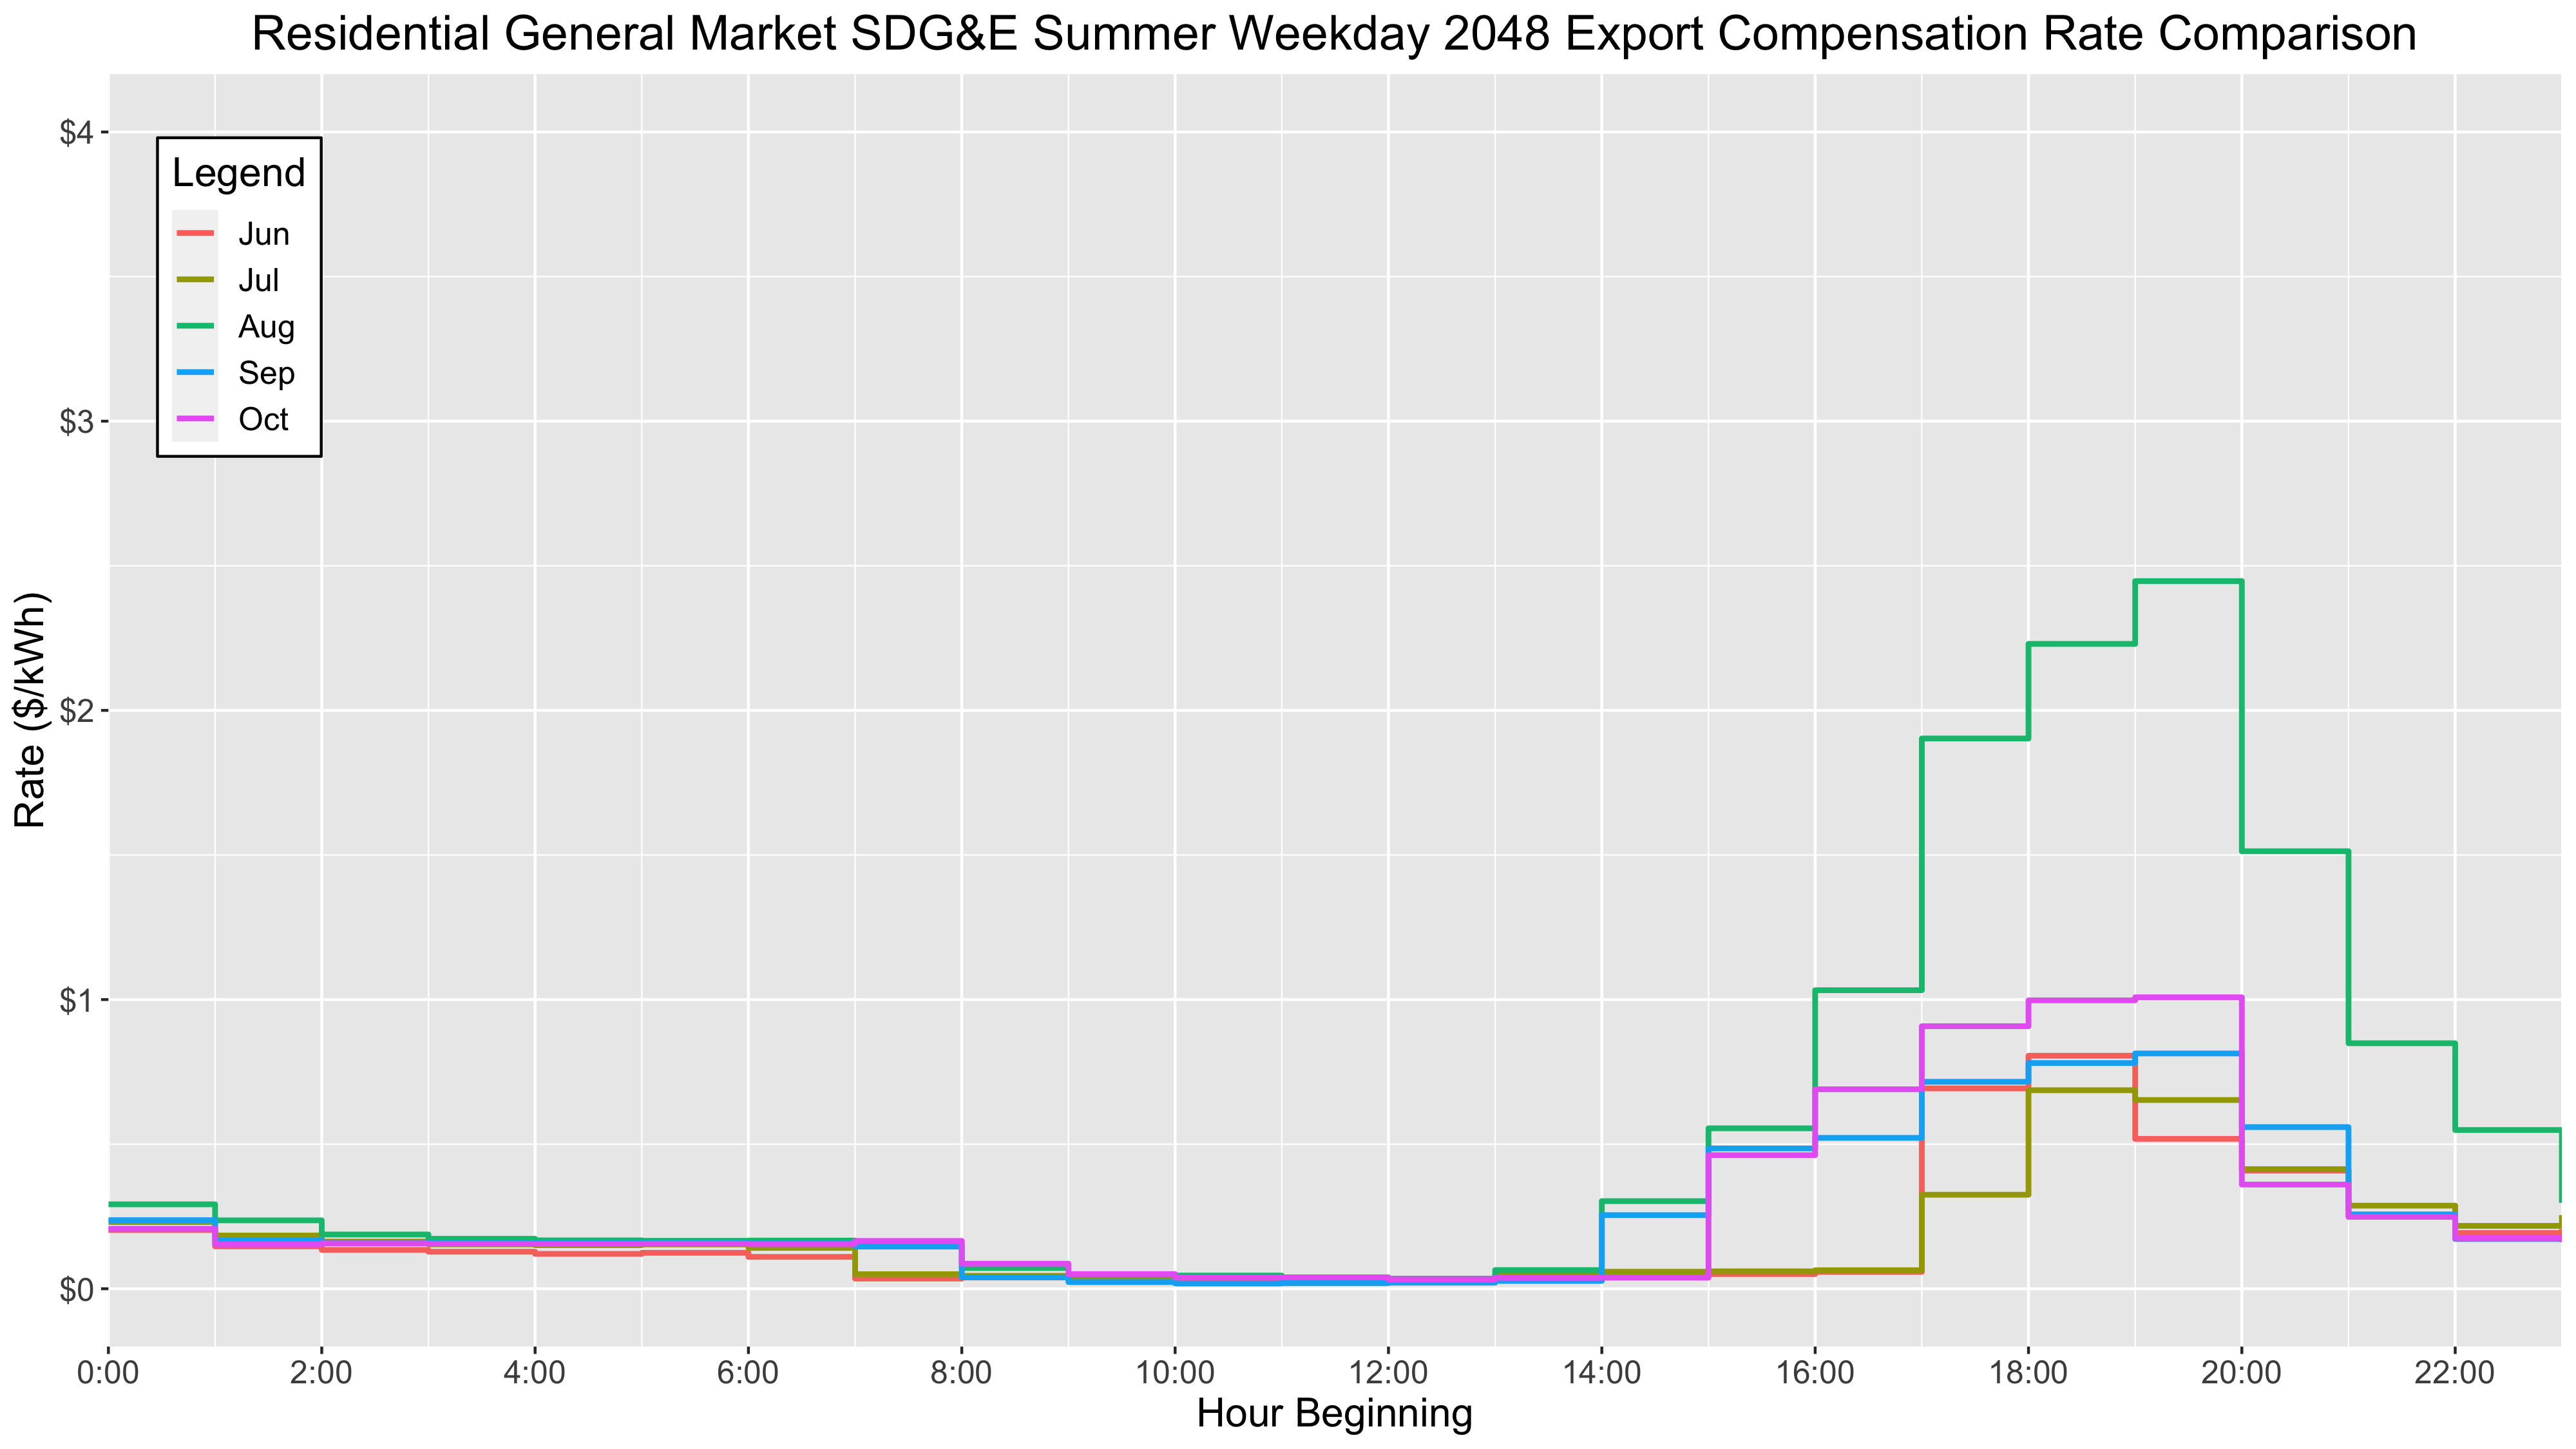 Residential General Market SDG&E Summer Weekday 2048 Export Compensation Rate Comparison
$4
Legend
Jun
Jul
Aug
Sep
Oct
$3
$2
$1
$0
Rate ($/kWh)
0:00 2:00 4:00 6:00 8:00 10:00 12:00 14:00 16:00 18:00 20:00 22:00
Hour Beginning